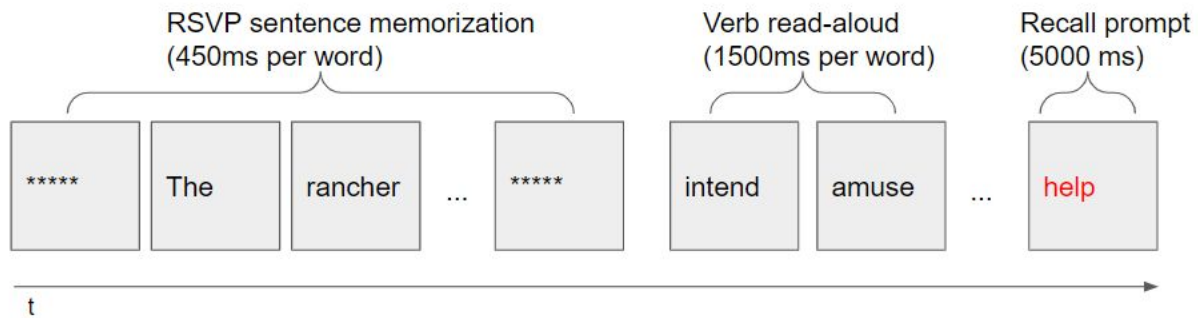 RSVP sentence memorization
(450ms per word)
Verb read-aloud
(1500ms per word)
Recall prompt
(5000 ms)
***** The rancher ... ***** intend amuse ... help
t